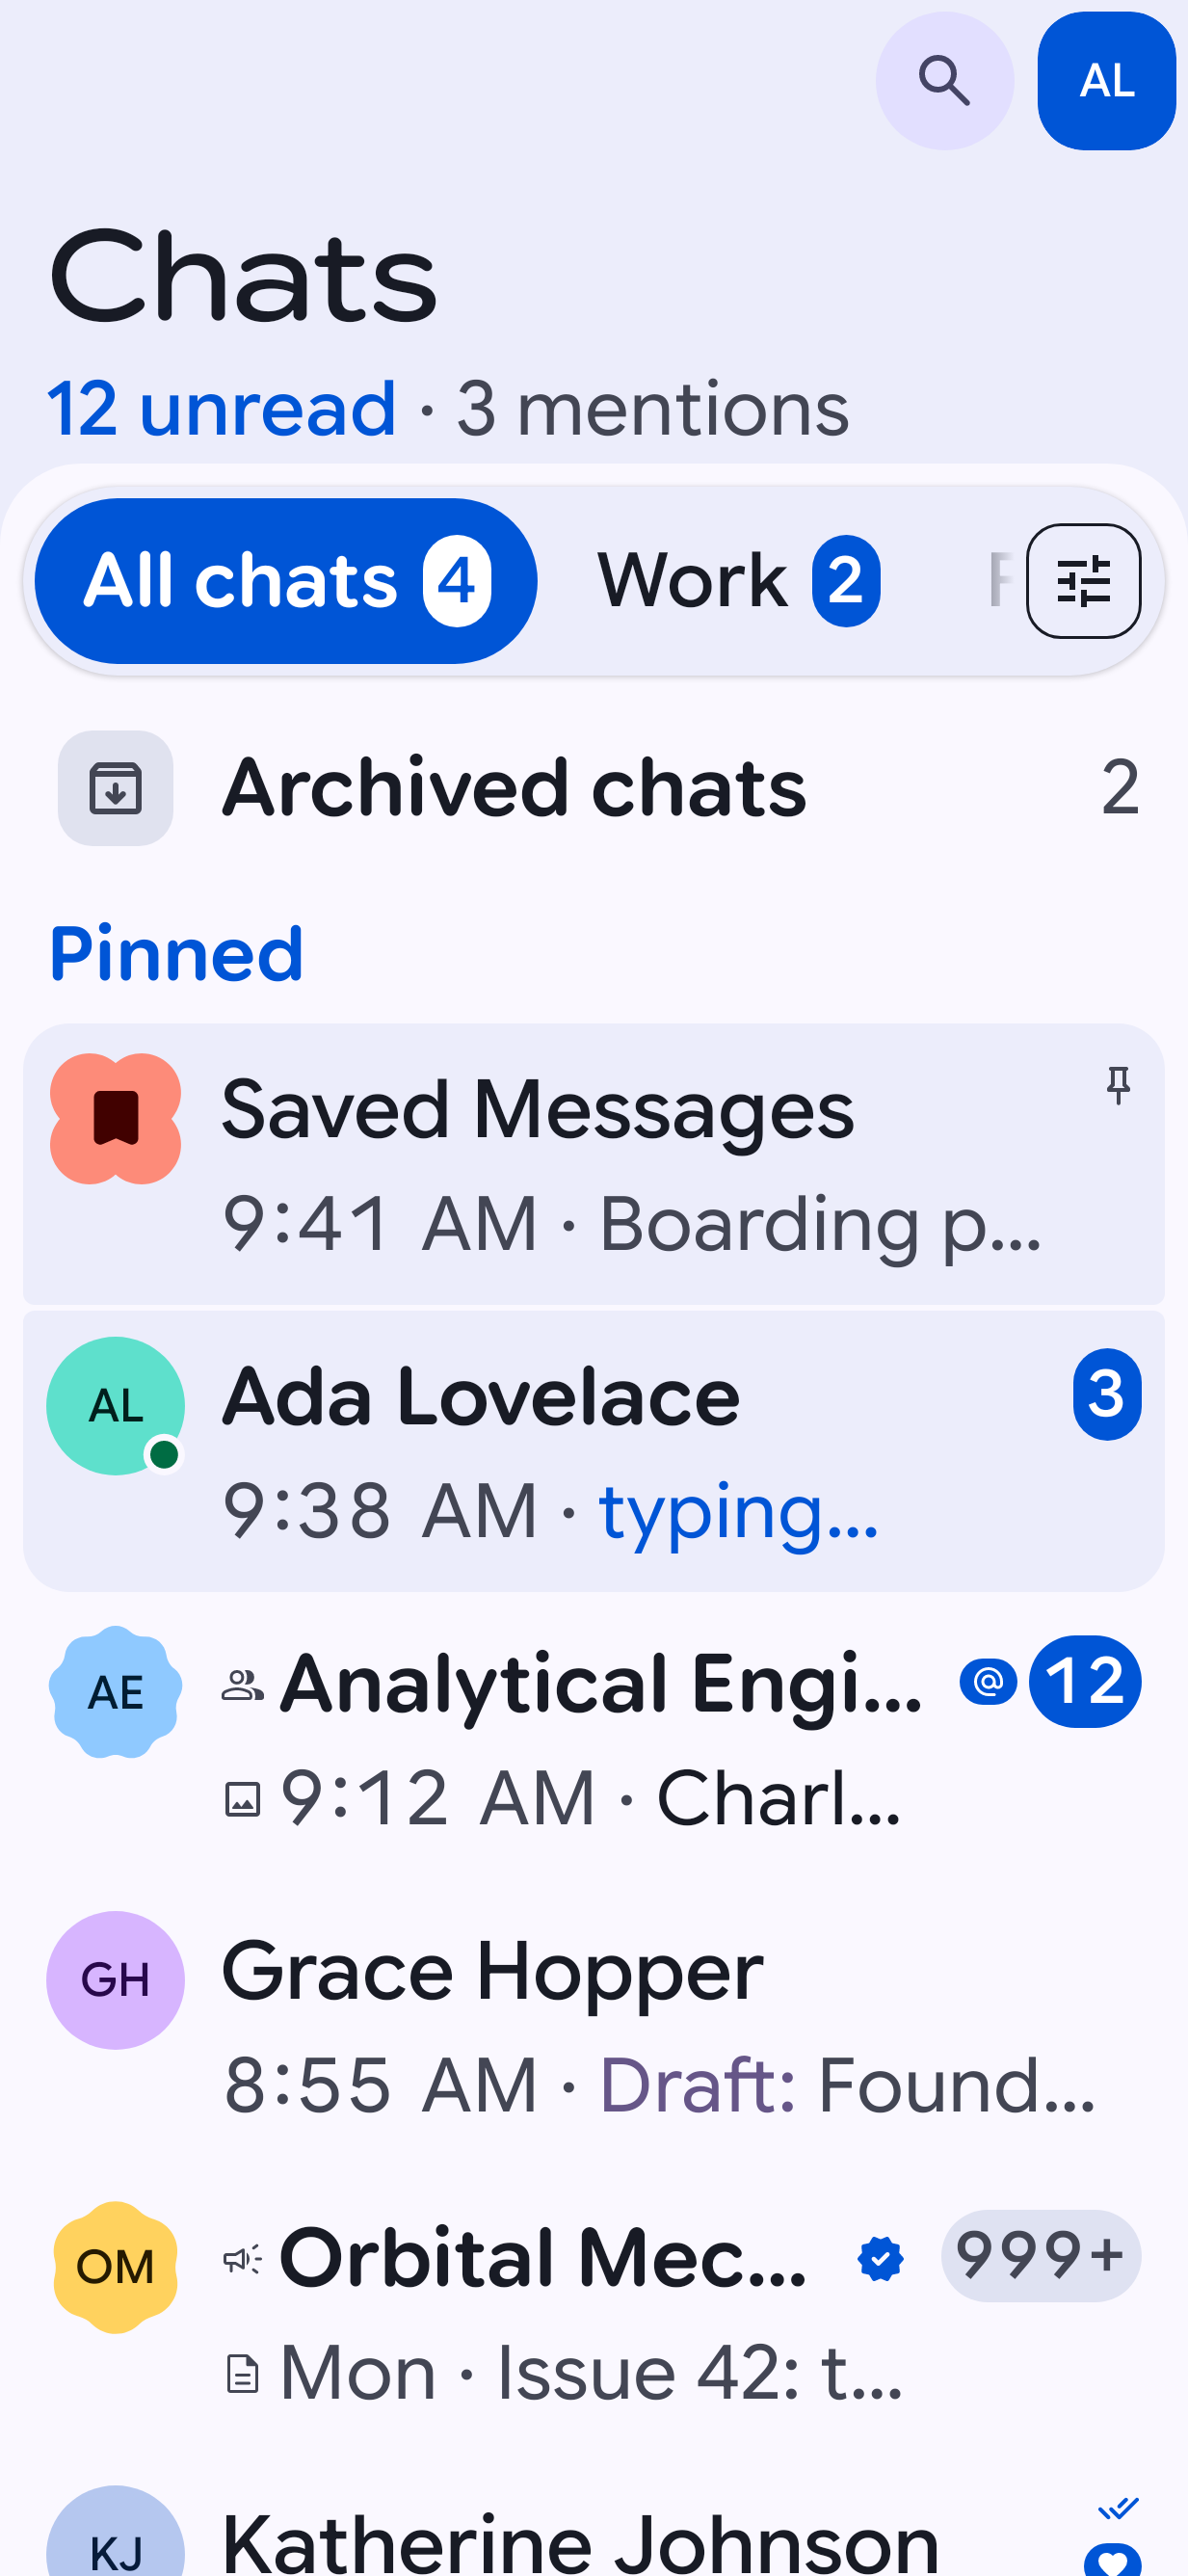 AL
Chats
12 unread · 3 mentions
All chats 4 Work 2
Archived chats 2
Pinned
Saved Messages
9:41 AM · Boarding p...
AL Ada Lovelace 3
9:38 AM · typing...
AE Analytical Engi... @ 12
9:12 AM · Charl...
GH Grace Hopper
8:55 AM · Draft: Found...
OM Orbital Mec... 999+
Mon · Issue 42: t...
KJ Katherine Johnson